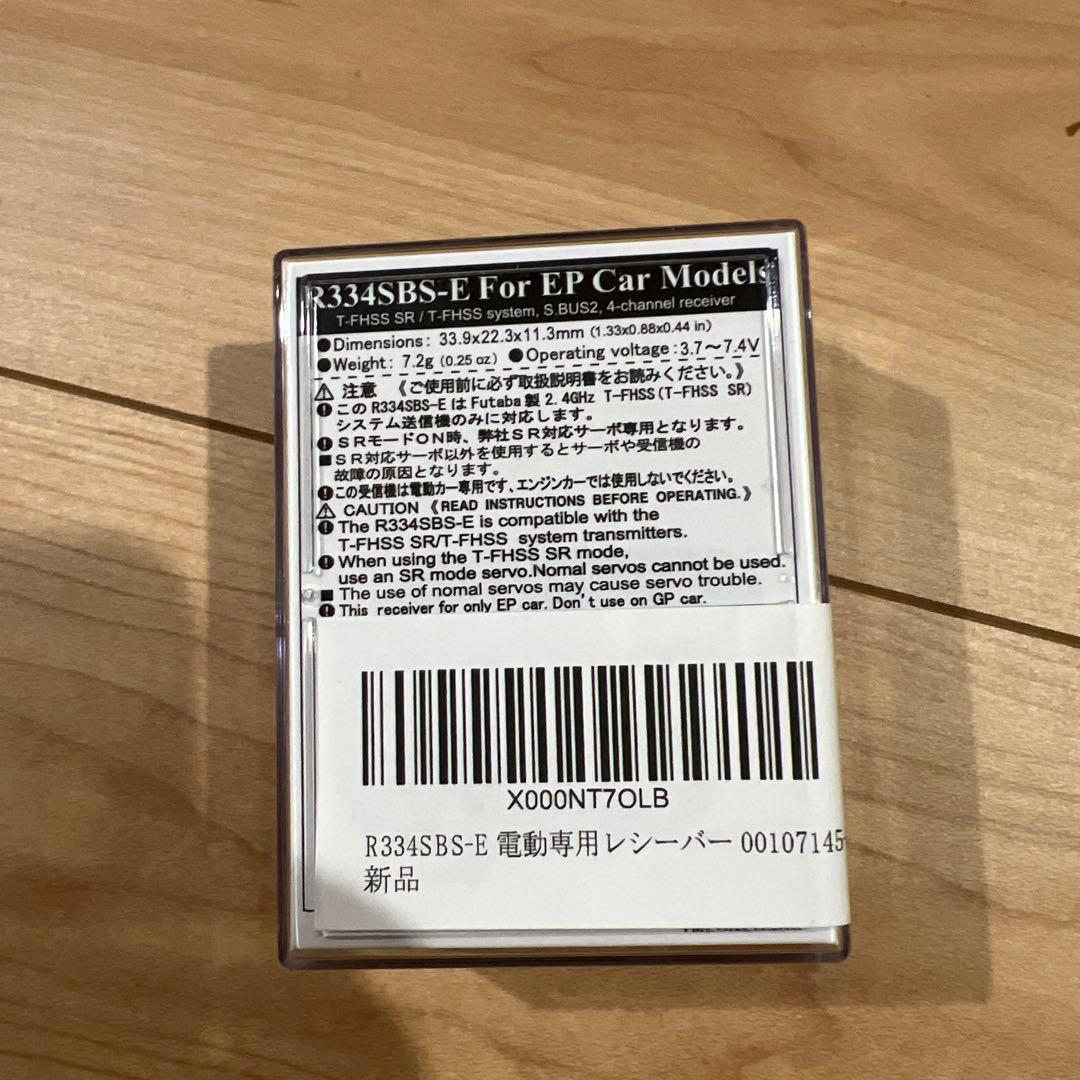 R334SBS-E For EP Car Models
T-FHSS SR / T-FHSS system, S.BUS2, 4-channel receiver
●Dimensions: 33.9x22.3x11.3mm (1.33x0.88x0.44 in)
●Weight: 7.2g (0.25 oz) ●Operating voltage:3.7～7.4V
注意 《ご使用前に必ず取扱説明書をお読みください。》
この R334SBS-E は Futaba 製 2.4GHz T-FHSS(T-FHSS SR)
システム送信機のみに対応します。
SRモードON時、弊社SR対応サーボ専用となります。
■SR対応サーボ以外を使用するとサーボや受信機の
故障の原因となります。
この受信機は電動カー専用です、エンジンカーでは使用しないでください。
CAUTION 《READ INSTRUCTIONS BEFORE OPERATING.》
The R334SBS-E is compatible with the
T-FHSS SR/T-FHSS system transmitters.
When using the T-FHSS SR mode,
use an SR mode servo.Nomal servos cannot be used.
■ The use of nomal servos may cause servo trouble.
This receiver for only EP car. Don't use on GP car.
X000NT7OLB
R334SBS-E 電動専用レシーバー 00107145
新品